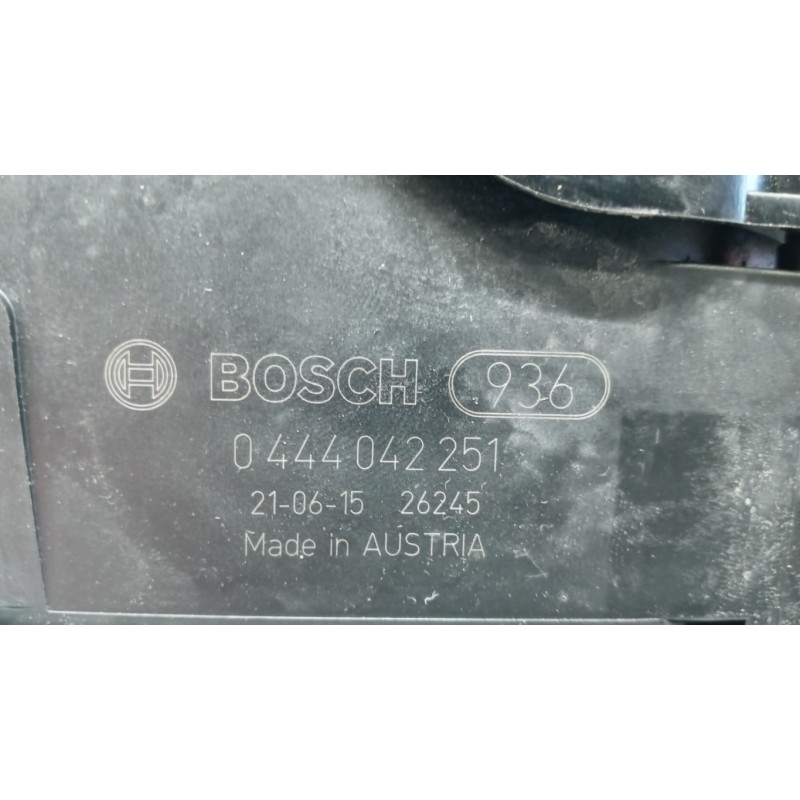 BOSCH 936
0 444 042 251
21-06-15 26245
Made in AUSTRIA